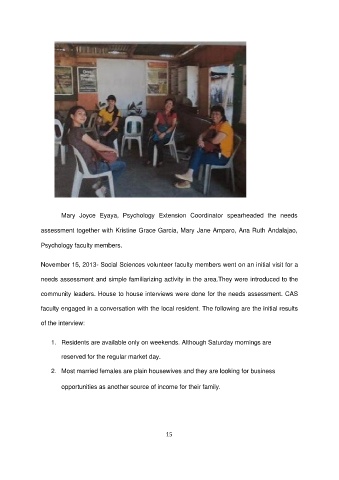 Mary Joyce Eyaya, Psychology Extension Coordinator spearheaded the needs
assessment together with Kristine Grace Garcia, Mary Jane Amparo, Ana Ruth Andalajao,
Psychology faculty members.
November 15, 2013- Social Sciences volunteer faculty members went on an initial visit for a
needs assessment and simple familiarizing activity in the area.They were introduced to the
community leaders. House to house interviews were done for the needs assessment. CAS
faculty engaged in a conversation with the local resident. The following are the initial results
of the interview:
1. Residents are available only on weekends. Although Saturday mornings are
reserved for the regular market day.
2. Most married females are plain housewives and they are looking for business
opportunities as another source of income for their family.
15